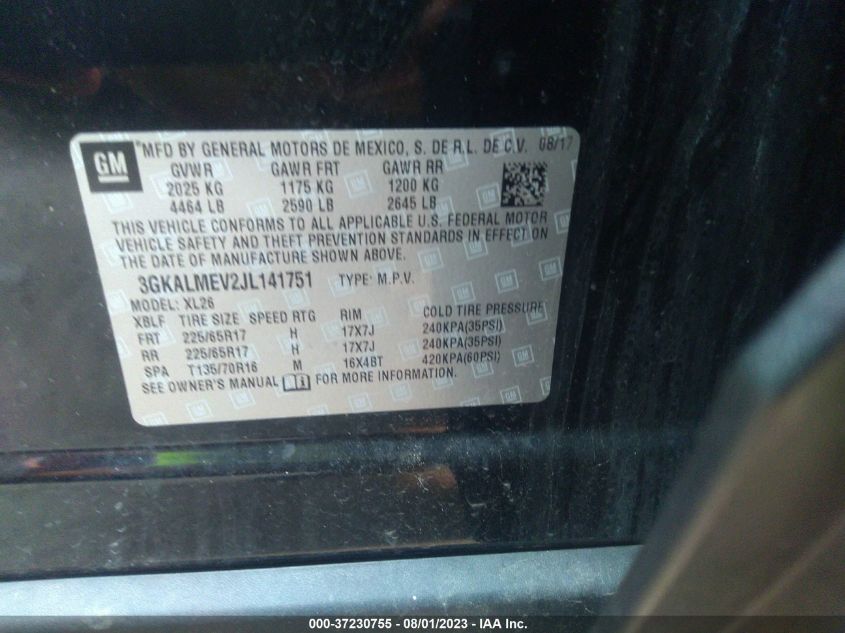 GM
MFD BY GENERAL MOTORS DE MEXICO, S. DE R.L. DE C.V. 08/17
GVWR GAWR FRT GAWR RR
2025 KG 1175 KG 1200 KG
4464 LB 2590 LB 2645 LB
THIS VEHICLE CONFORMS TO ALL APPLICABLE U.S. FEDERAL MOTOR
VEHICLE SAFETY AND THEFT PREVENTION STANDARDS IN EFFECT ON
THE DATE OF MANUFACTURE SHOWN ABOVE.
3GKALMEV2JL141751 TYPE: M.P.V.
MODEL: XL26
XBLF TIRE SIZE SPEED RTG RIM COLD TIRE PRESSURE
FRT 225/65R17 H 17X7J 240KPA(35PSI)
RR 225/65R17 H 17X7J 240KPA(35PSI)
SPA T135/70R16 M 16X4BT 420KPA(60PSI)
SEE OWNER'S MANUAL FOR MORE INFORMATION.
000-37230755 - 08/01/2023 - IAA Inc.